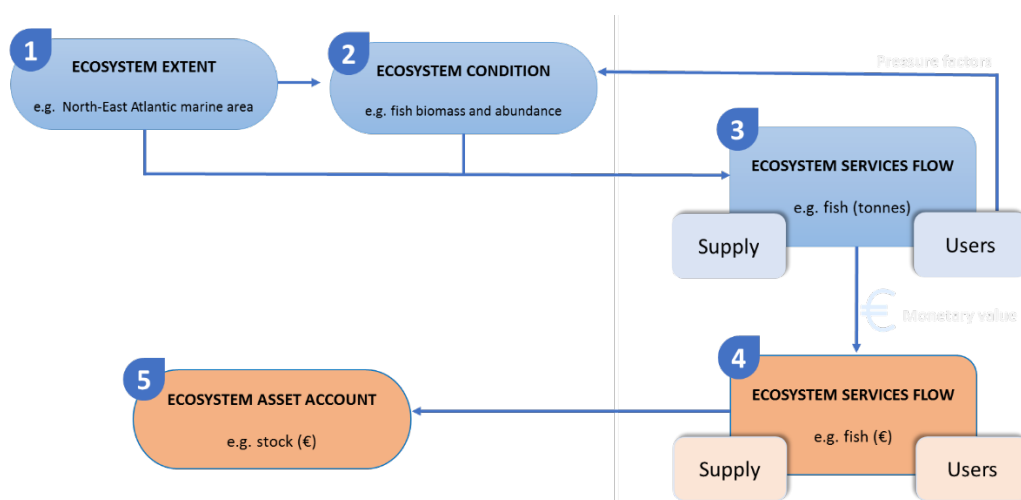 1
ECOSYSTEM EXTENT
e.g. North-East Atlantic marine area
2
ECOSYSTEM CONDITION
e.g. fish biomass and abundance
Pressure factors
3
ECOSYSTEM SERVICES FLOW
e.g. fish (tonnes)
Supply
Users
€ Monetary value
4
ECOSYSTEM SERVICES FLOW
e.g. fish (€)
Supply
Users
5
ECOSYSTEM ASSET ACCOUNT
e.g. stock (€)